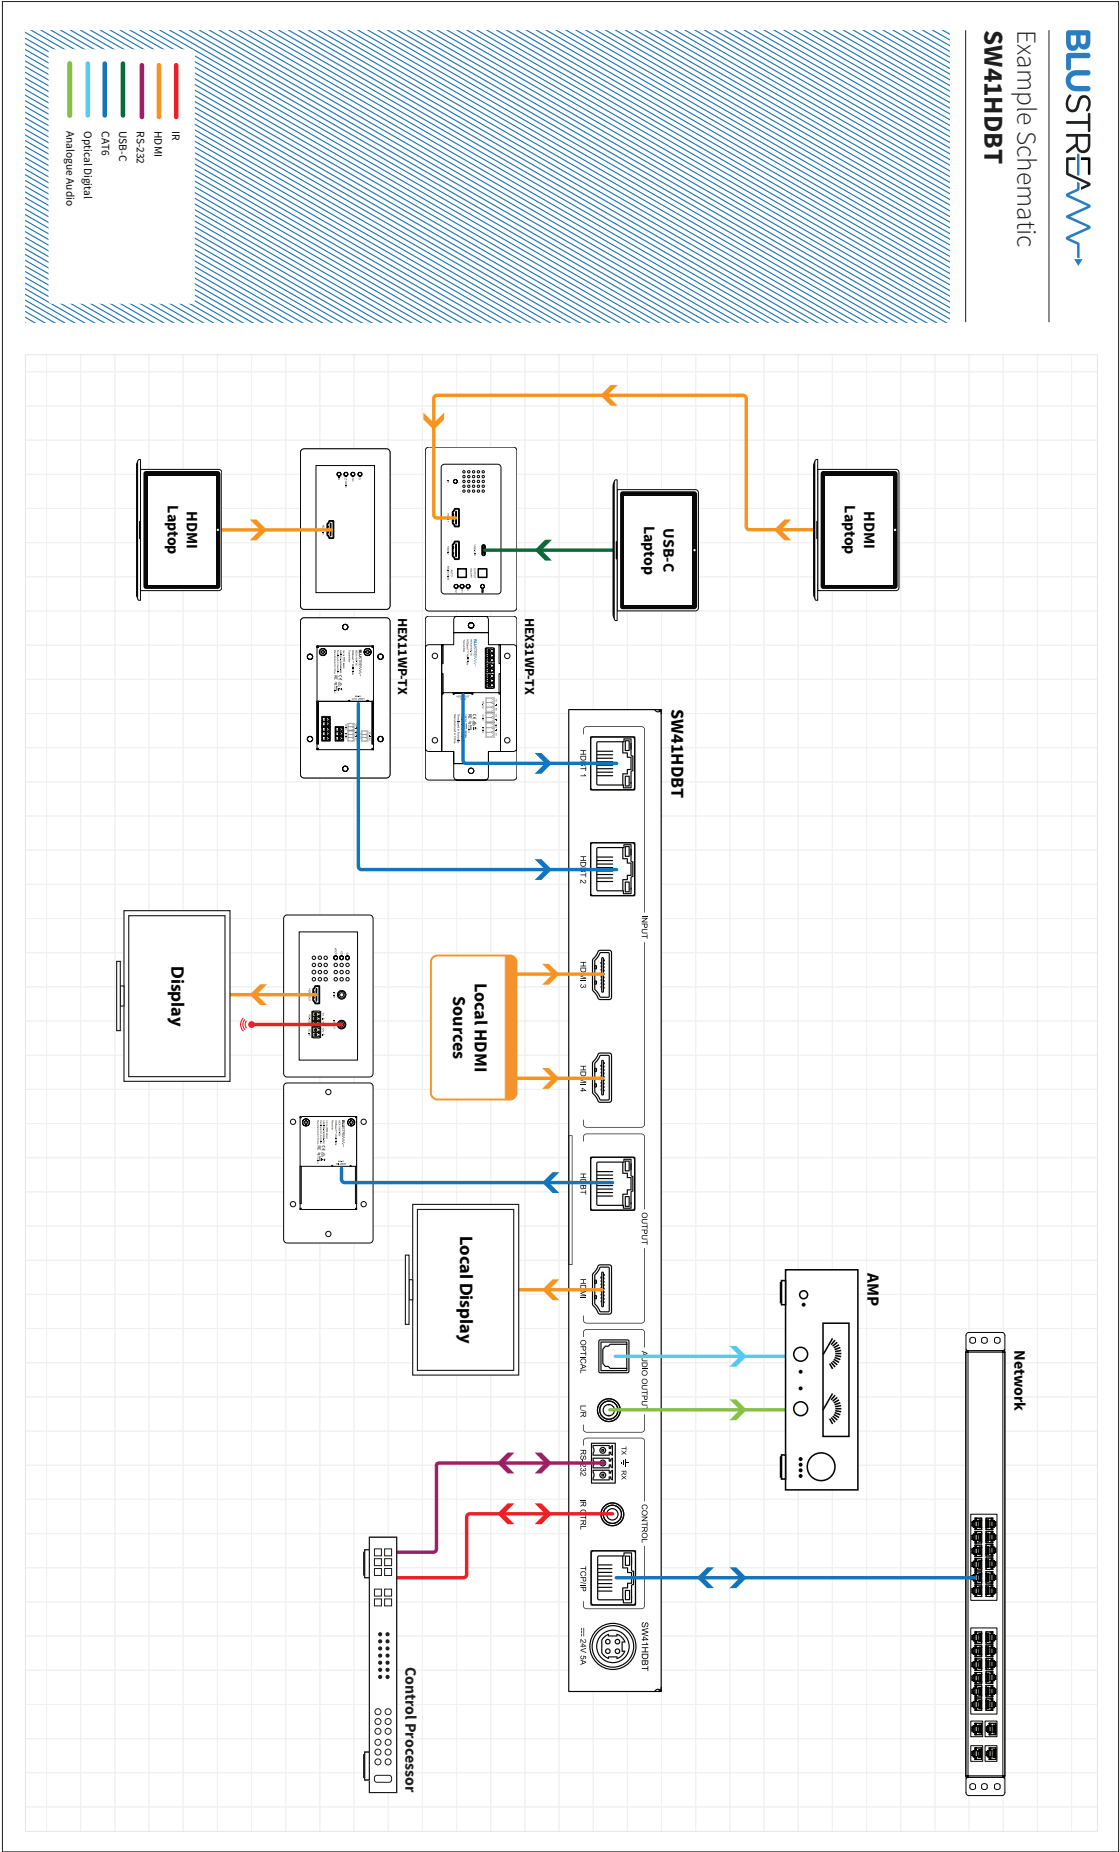 BLUSTREAM
Example Schematic
SW41HDBT
IR
HDMI
RS-232
USB-C
CAT6
Optical Digital
Analogue Audio
HDMI
Laptop
USB-C
Laptop
HDMI
Laptop
HEX31WP-TX
HEX11WP-TX
BLUSTREAM
BLUSTREAM
SW41HDBT
HDBT 1
HDBT 2
INPUT
HDMI 3
HDMI 4
HDBT
OUTPUT
HDMI
AUDIO OUTPUT
OPTICAL
L/R
TX
RX
RS-232
CONTROL
IR CTRL
TCP/IP
SW41HDBT
24V 5A
Local HDMI
Sources
Display
BLUSTREAM
Local Display
AMP
Network
Control Processor